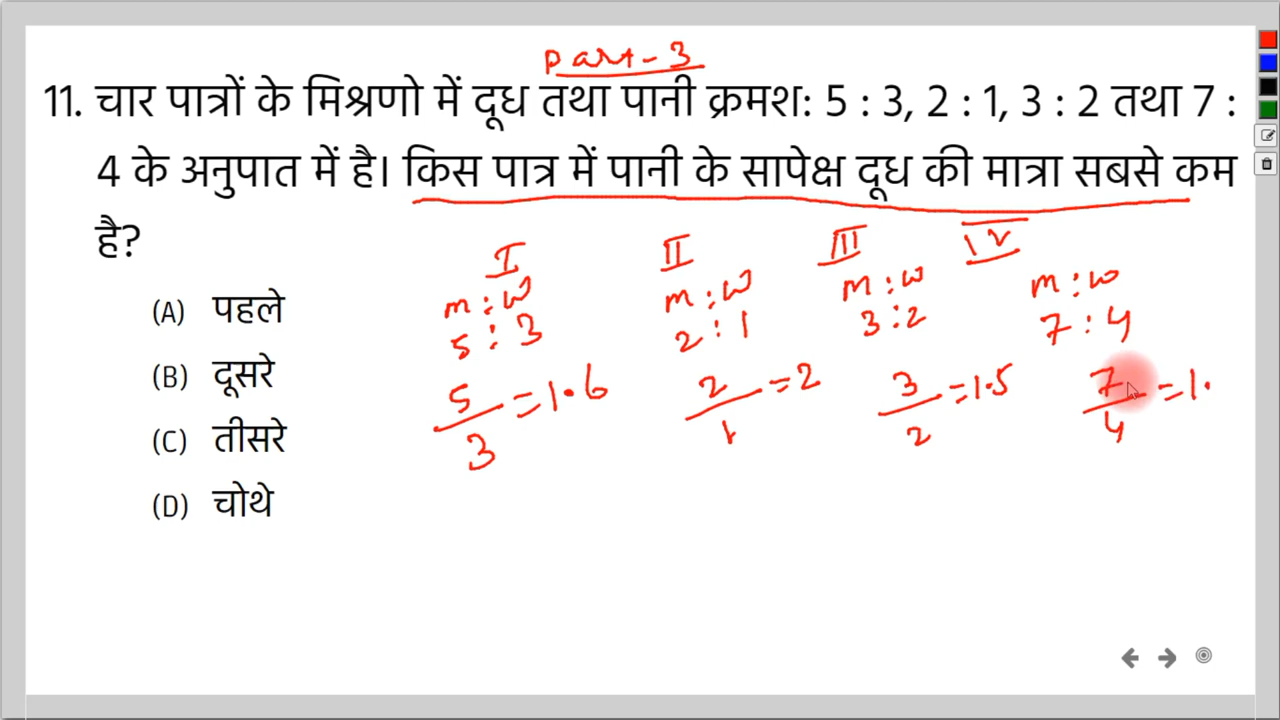 Part - 3
11. चार पात्रों के मिश्रणो में दूध तथा पानी क्रमश: 5 : 3, 2 : 1, 3 : 2 तथा 7 :
4 के अनुपात में है। किस पात्र में पानी के सापेक्ष दूध की मात्रा सबसे कम
है?
I II III IV
m : w m : w m : w m : w
5 : 3 2 : 1 3 : 2 7 : 4
5/3 = 1.6 2/1 = 2 3/2 = 1.5 7/4 = 1.
(A) पहले
(B) दूसरे
(C) तीसरे
(D) चोथे